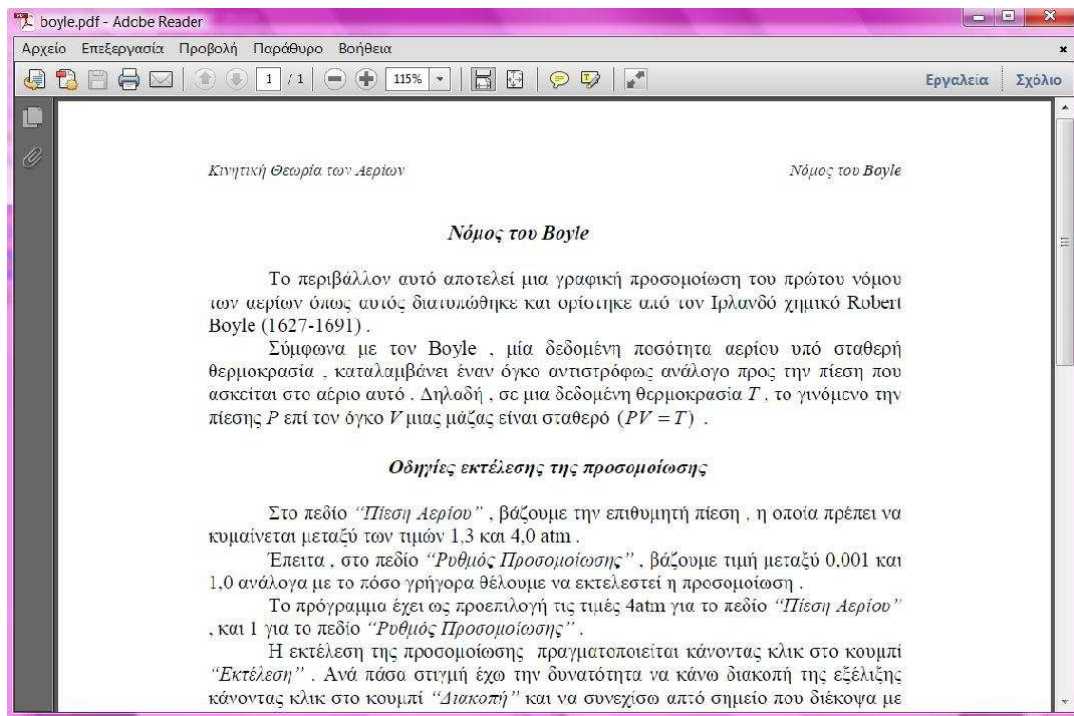 boyle.pdf - Adobe Reader
Αρχείο Επεξεργασία Προβολή Παράθυρο Βοήθεια
1 / 1 115% Εργαλεία Σχόλιο
Κινητική Θεωρία των Αερίων Νόμος του Boyle
Νόμος του Boyle
Το περιβάλλον αυτό αποτελεί μια γραφική προσομοίωση του πρώτου νόμου
των αερίων όπως αυτός διατυπώθηκε και ορίστηκε από τον Ιρλανδό χημικό Robert
Boyle (1627-1691) .
Σύμφωνα με τον Boyle , μία δεδομένη ποσότητα αερίου υπό σταθερή
θερμοκρασία , καταλαμβάνει έναν όγκο αντιστρόφως ανάλογο προς την πίεση που
ασκείται στο αέριο αυτό . Δηλαδή , σε μια δεδομένη θερμοκρασία T , το γινόμενο την
πίεσης P επί τον όγκο V μιας μάζας είναι σταθερό (PV = T) .
Οδηγίες εκτέλεσης της προσομοίωσης
Στο πεδίο “Πίεση Αερίου” , βάζουμε την επιθυμητή πίεση , η οποία πρέπει να
κυμαίνεται μεταξύ των τιμών 1,3 και 4,0 atm .
Έπειτα , στο πεδίο “Ρυθμός Προσομοίωσης” , βάζουμε τιμή μεταξύ 0,001 και
1,0 ανάλογα με το πόσο γρήγορα θέλουμε να εκτελεστεί η προσομοίωση .
Το πρόγραμμα έχει ως προεπιλογή τις τιμές 4atm για το πεδίο “Πίεση Αερίου”
, και 1 για το πεδίο “Ρυθμός Προσομοίωσης” .
Η εκτέλεση της προσομοίωσης πραγματοποιείται κάνοντας κλικ στο κουμπί
“Εκτέλεση” . Ανά πάσα στιγμή έχω την δυνατότητα να κάνω διακοπή της εξέλιξης
κάνοντας κλικ στο κουμπί “Διακοπή” και να συνεχίσω απτό σημείο που διέκοψα με